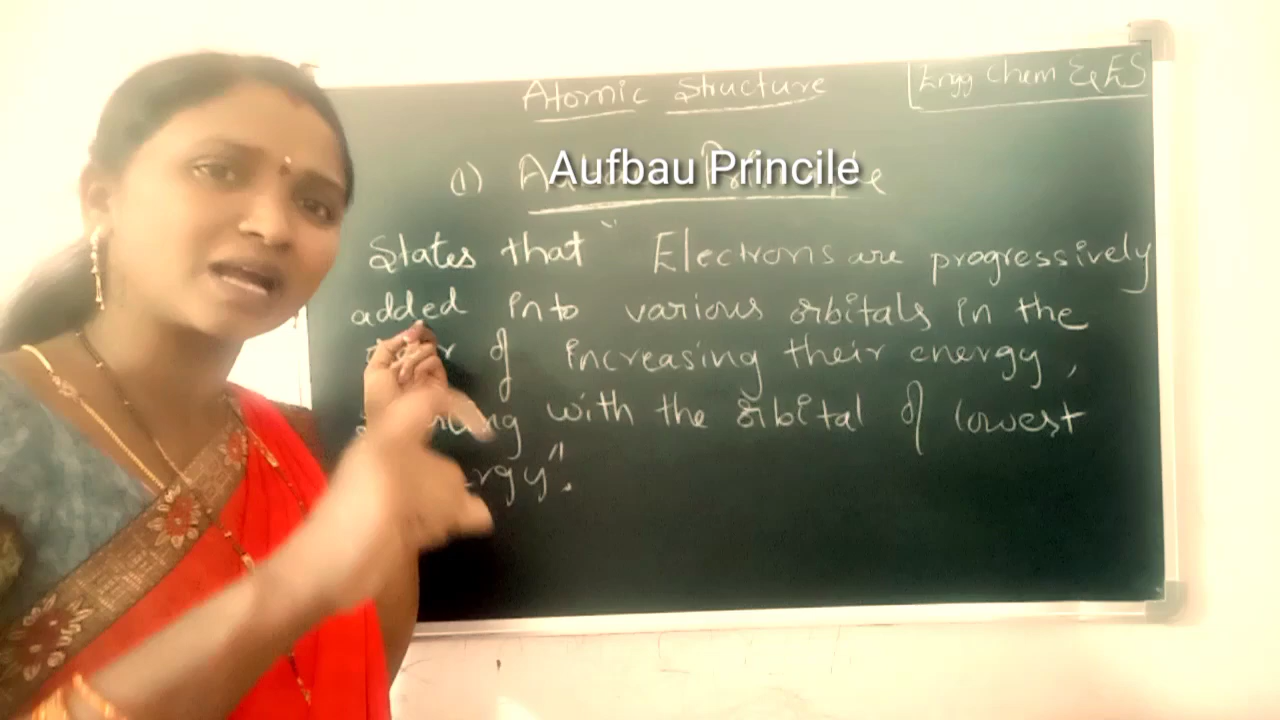 Atomic Structure
Engg Chem & ES
Aufbau Princile
(1)
States that " Electrons are progressively
added into various orbitals in the
of increasing their energy,
with the orbital of lowest
".